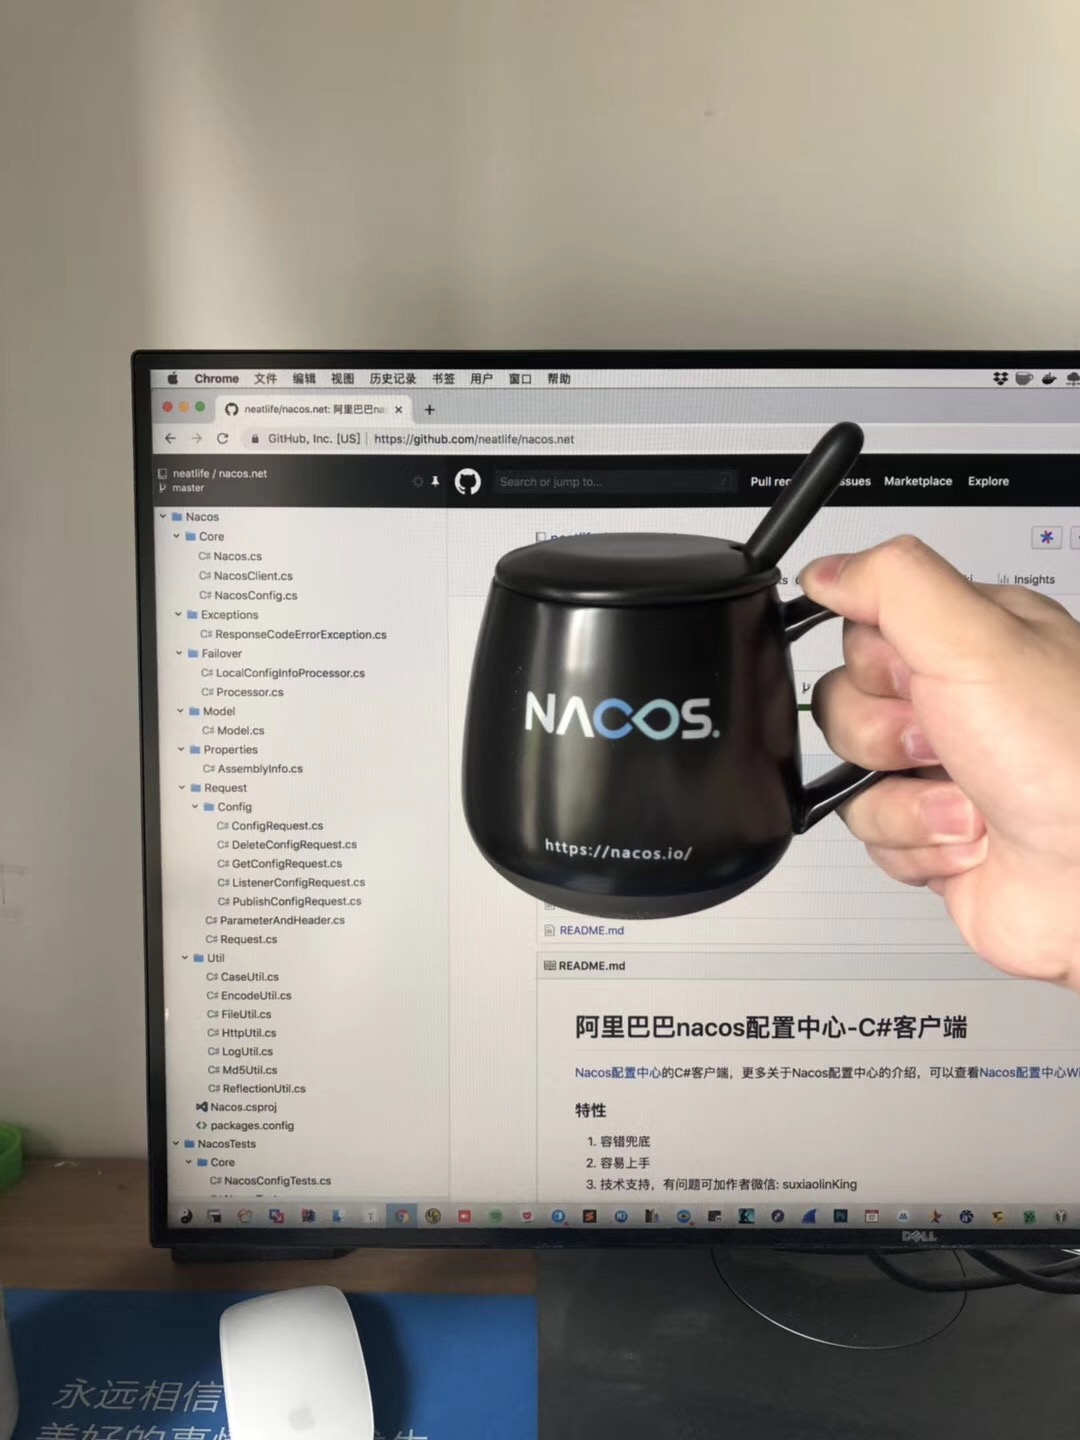 Chrome 文件 编辑 视图 历史记录 书签 用户 窗口 帮助
neatlife/nacos.net: 阿里巴巴na
GitHub, Inc. [US] https://github.com/neatlife/nacos.net
neatlife / nacos.net
master
Search or jump to...
Marketplace Explore
Insights
Nacos
Core
C# Nacos.cs
C# NacosClient.cs
C# NacosConfig.cs
Exceptions
C# ResponseCodeErrorException.cs
Failover
C# LocalConfigInfoProcessor.cs
C# Processor.cs
Model
C# Model.cs
Properties
C# AssemblyInfo.cs
Request
Config
C# ConfigRequest.cs
C# DeleteConfigRequest.cs
C# GetConfigRequest.cs
C# ListenerConfigRequest.cs
C# PublishConfigRequest.cs
C# ParameterAndHeader.cs
C# Request.cs
Util
C# CaseUtil.cs
C# EncodeUtil.cs
C# FileUtil.cs
C# HttpUtil.cs
C# LogUtil.cs
C# Md5Util.cs
C# ReflectionUtil.cs
Nacos.csproj
packages.config
NacosTests
Core
C# NacosConfigTests.cs
NACOS.
https://nacos.io/
README.md
README.md
阿里巴巴nacos配置中心-C#客户端
Nacos配置中心的C#客户端，更多关于Nacos配置中心的介绍，可以查看Nacos配置中心Wi
特性
1. 容错兜底
2. 容易上手
3. 技术支持，有问题可加作者微信: suxiaolinKing
DELL
永远相信
美好的事